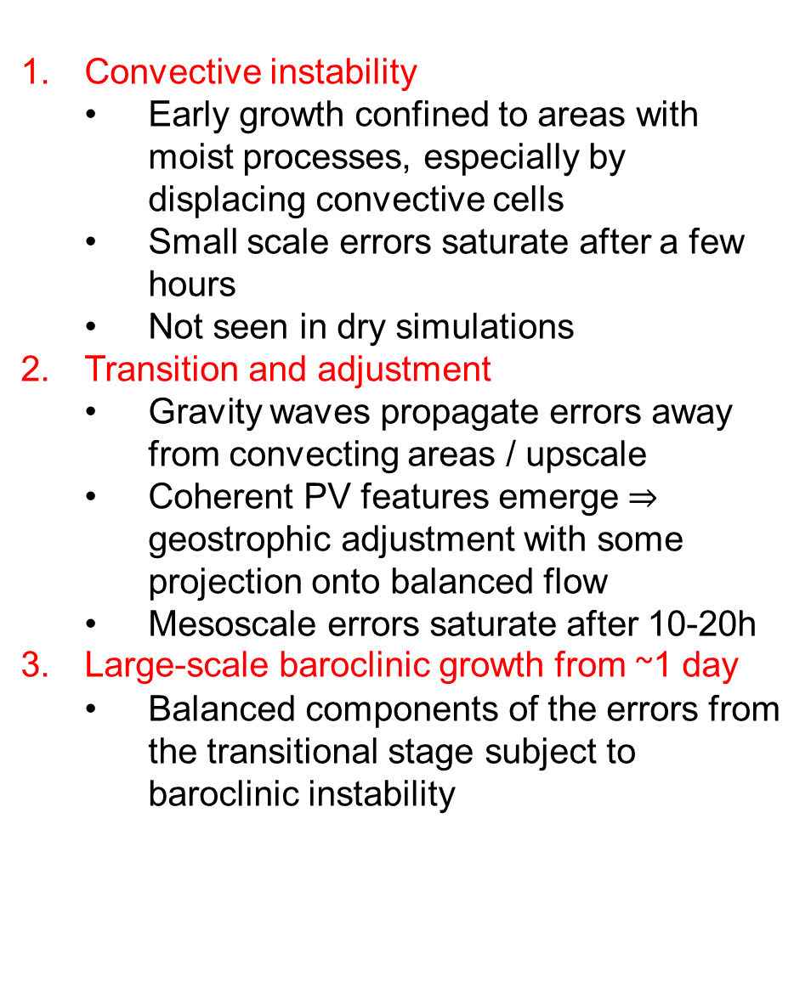 1. Convective instability
• Early growth confined to areas with
moist processes, especially by
displacing convective cells
• Small scale errors saturate after a few
hours
• Not seen in dry simulations
2. Transition and adjustment
• Gravity waves propagate errors away
from convecting areas / upscale
• Coherent PV features emerge ⇒
geostrophic adjustment with some
projection onto balanced flow
• Mesoscale errors saturate after 10-20h
3. Large-scale baroclinic growth from ~1 day
• Balanced components of the errors from
the transitional stage subject to
baroclinic instability